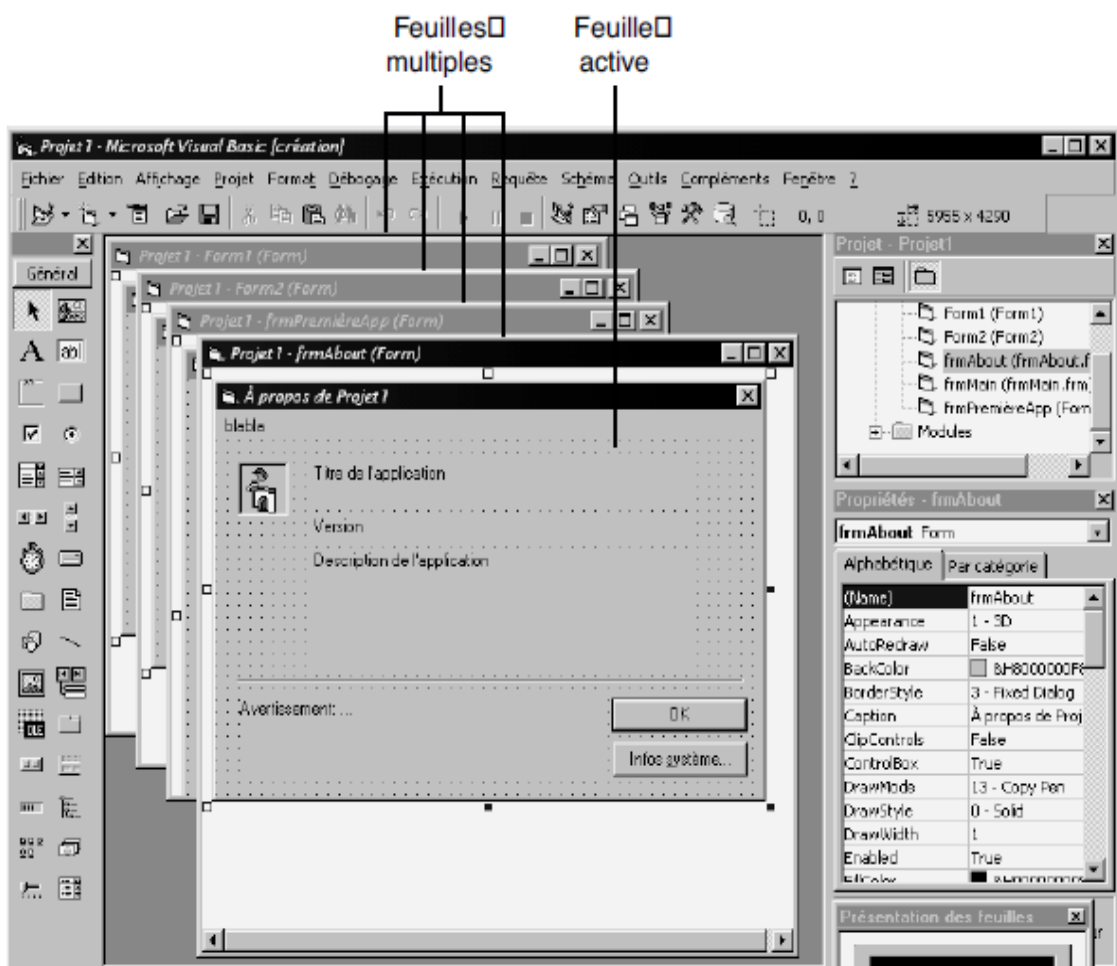 Feuilles
multiples
Feuille
active
Projet 1 - Microsoft Visual Basic [création]
Fichier Edition Affichage Projet Format Débogage Exécution Requête Schéma Outils Compléments Fenêtre ?
0, 0
5955 x 4290
Général
Projet 1 - Form1 (Form)
Projet 1 - Form2 (Form)
Projet 1 - frmPremièreApp (Form)
Projet 1 - frmAbout (Form)
À propos de Projet 1
blabla
Titre de l'application
Version
Description de l'application
Avertissement: ...
OK
Infos système...
Projet - Projet1
Form1 (Form1)
Form2 (Form2)
frmAbout (frmAbout.f
frmMain (frmMain.frm)
frmPremièreApp (Form
Modules
Propriétés - frmAbout
frmAbout Form
Alphabétique Par catégorie
(Name) frmAbout
Appearance 1 - 3D
AutoRedraw False
BackColor &H8000000F&
BorderStyle 3 - Fixed Dialog
Caption À propos de Proj
ClipControls False
ControlBox True
DrawMode 13 - Copy Pen
DrawStyle 0 - Solid
DrawWidth 1
Enabled True
Présentation des feuilles